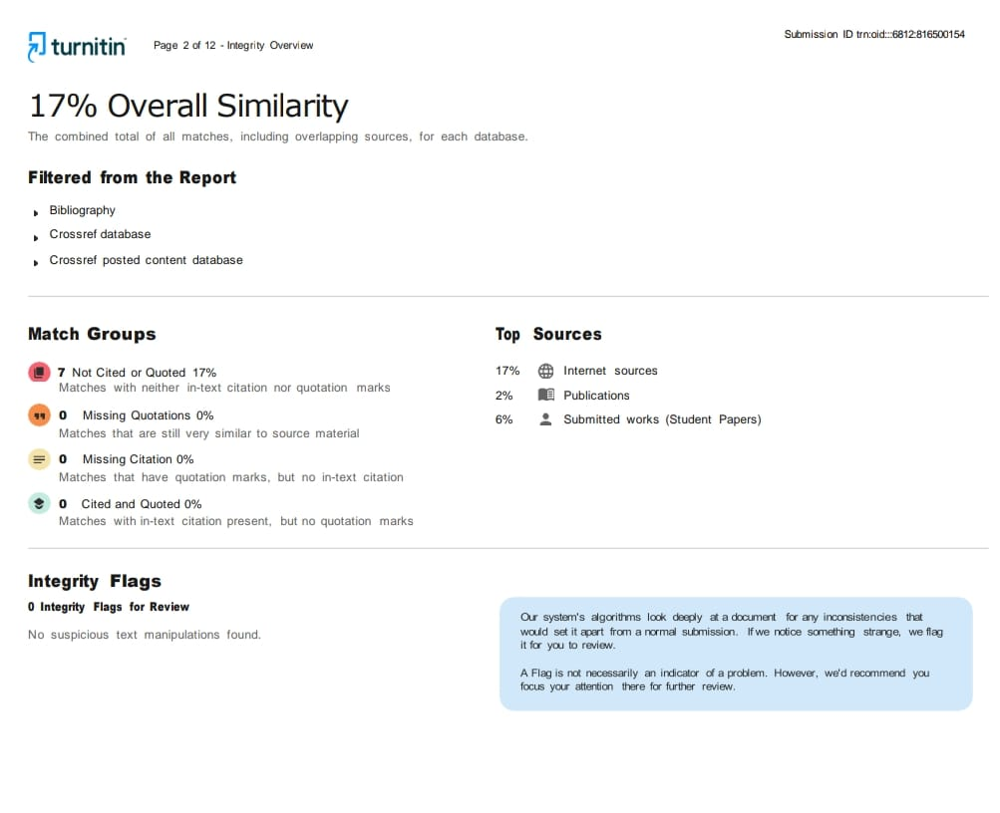 turnitin
Page 2 of 12 - Integrity Overview
Submission ID trn:oid:::6812:816500154
17% Overall Similarity
The combined total of all matches, including overlapping sources, for each database.
Filtered from the Report
Bibliography
Crossref database
Crossref posted content database
Match Groups
7 Not Cited or Quoted 17%
Matches with neither in-text citation nor quotation marks
0 Missing Quotations 0%
Matches that are still very similar to source material
0 Missing Citation 0%
Matches that have quotation marks, but no in-text citation
0 Cited and Quoted 0%
Matches with in-text citation present, but no quotation marks
Top Sources
17% Internet sources
2% Publications
6% Submitted works (Student Papers)
Integrity Flags
0 Integrity Flags for Review
No suspicious text manipulations found.
Our system's algorithms look deeply at a document for any inconsistencies that
would set it apart from a normal submission. If we notice something strange, we flag
it for you to review.
A Flag is not necessarily an indicator of a problem. However, we'd recommend you
focus your attention there for further review.